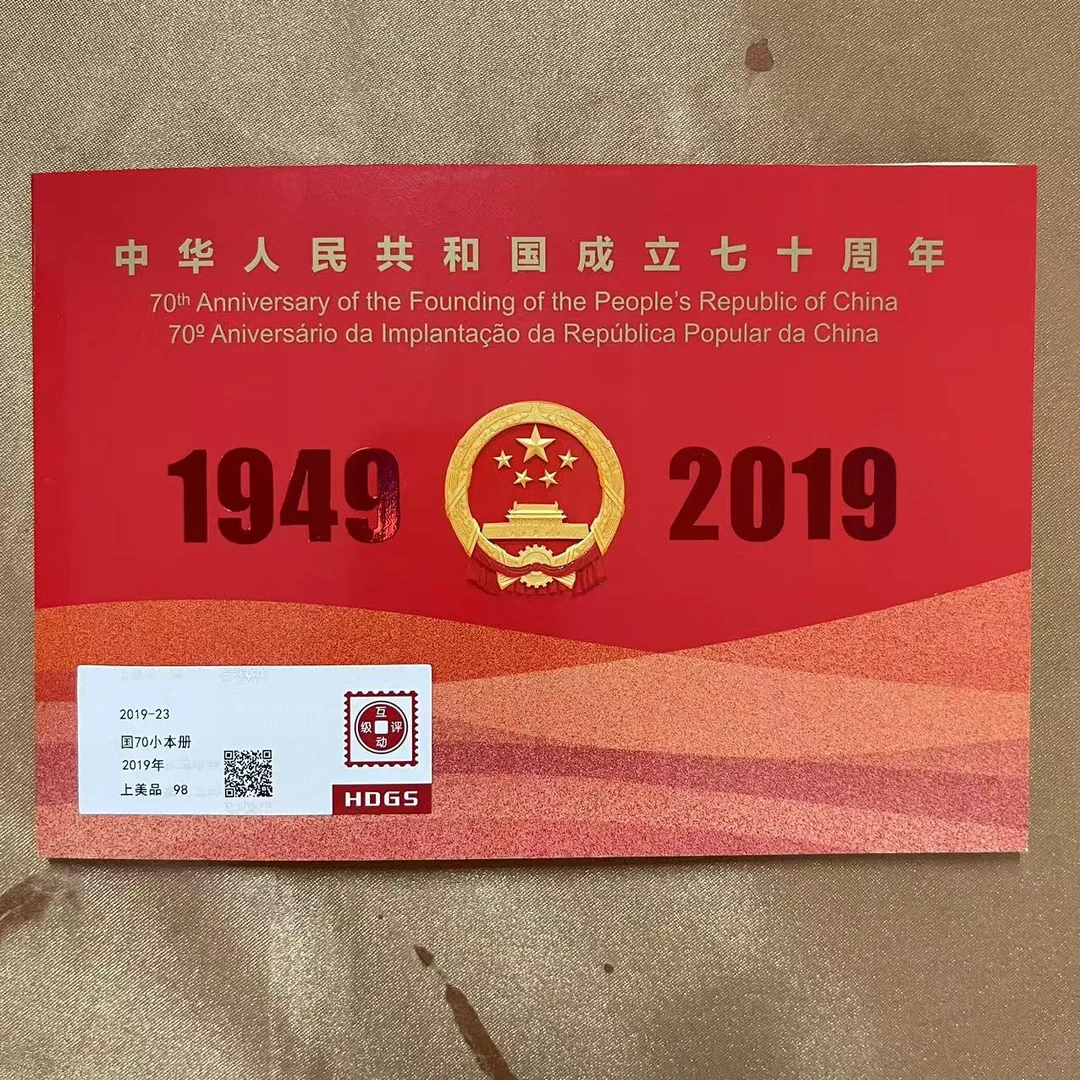 中华人民共和国成立七十周年
70th Anniversary of the Founding of the People's Republic of China
70º Aniversário da Implantação da República Popular da China
1949
2019
2019-23
国70小本册
2019年
上美品 98
互动评级
HDGS